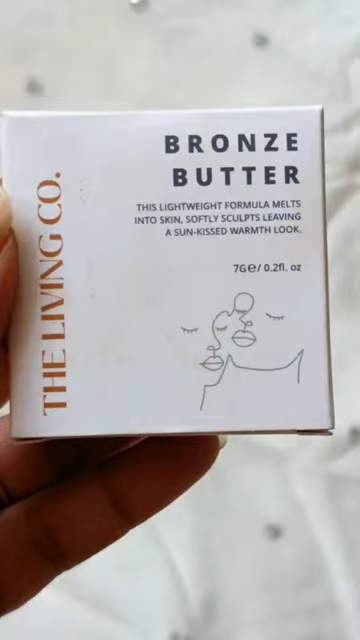 BRONZE
BUTTER
THIS LIGHTWEIGHT FORMULA MELTS
INTO SKIN, SOFTLY SCULPTS LEAVING
A SUN-KISSED WARMTH LOOK.
7G℮/ 0.2fl. oz
THE LIVING CO.